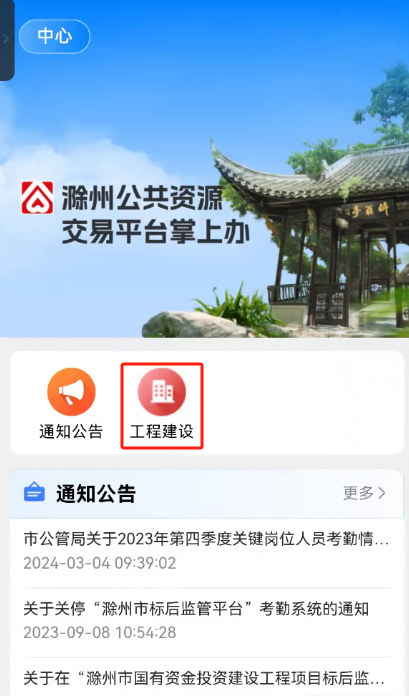 中心
滁州公共资源
交易平台掌上办
醉翁亭
通知公告
工程建设
通知公告
更多
市公管局关于2023年第四季度关键岗位人员考勤情...
2024-03-04 09:39:02
关于关停“滁州市标后监管平台”考勤系统的通知
2023-09-08 10:54:28
关于在“滁州市国有资金投资建设工程项目标后监...